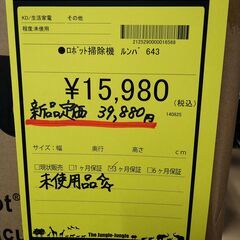 KD/生活家電 その他
程度:未使用
2125290000016568
●ロボット掃除機 ルンバ 643
¥15,980
(税込)
新品定価 39,880円
140825
サイズ:幅 奥行 高さ cm
□現状販売 □1ヶ月保証 ☑3ヶ月保証 □6ヶ月保証
未使用品
The Jungle-Jungle